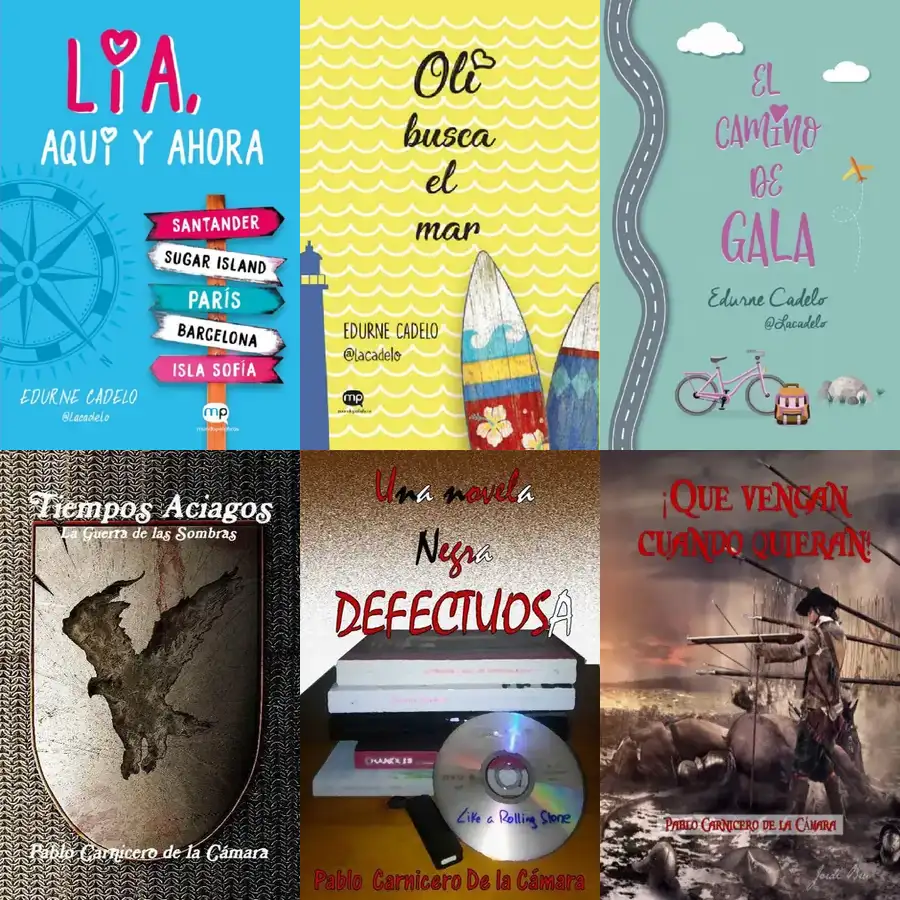 LiA,
AQUí Y AHORA
SANTANDER
SUGAR ISLAND
PARÍS
BARCELONA
ISLA SOFÍA
EDURNE CADELO
@Lacadelo
mp
Oli
busca
el
mar
EDURNE CADELO
@lacadelo
mp
EL
CAMiNO
DE
GALA
Edurne Cadelo
@Lacadelo
Tiempos Aciagos
La Guerra de las Sombras
Pablo Carnicero de la Cámara
Una novela
Negra
DEFECTUOSA
Like a Rolling Stone
Pablo Carnicero De la Cámara
¡QUE VENGAN
CUANDO QUIERAN!
PABLO CARNICERO DE LA CÁMARA